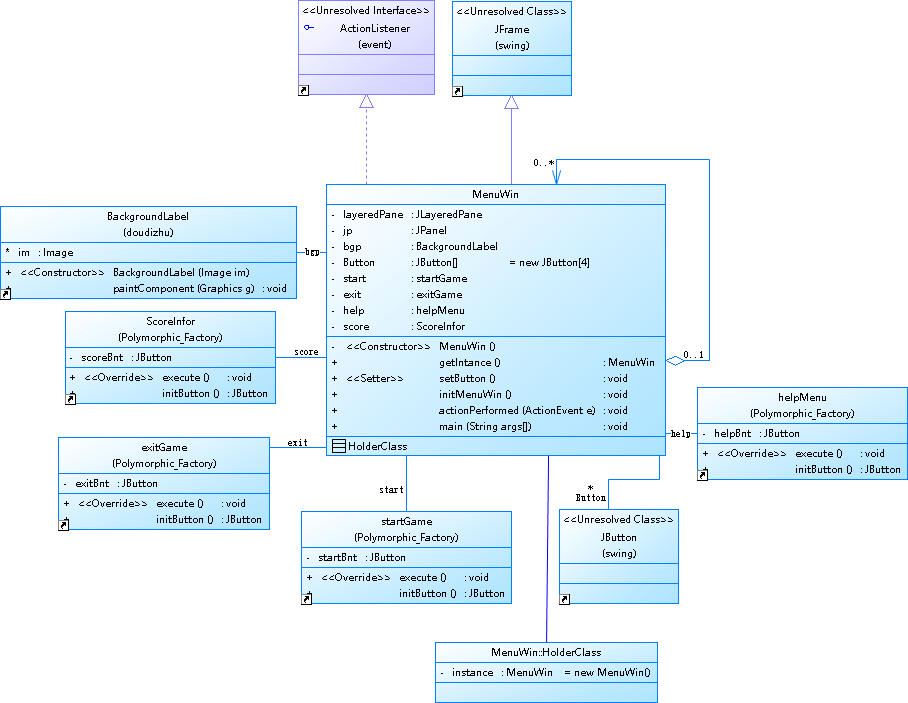 <<Unresolved Interface>>
ActionListener
(event)
<<Unresolved Class>>
JFrame
(swing)
0..*
MenuWin
- layeredPane : JLayeredPane
- jp : JPanel
- bgp : BackgroundLabel
- Button : JButton[] = new JButton[4]
- start : startGame
- exit : exitGame
- help : helpMenu
- score : ScoreInfor
- <<Constructor>> MenuWin ()
+ getIntance () : MenuWin
+ <<Setter>> setButton () : void
+ initMenuWin () : void
+ actionPerformed (ActionEvent e) : void
+ main (String args[]) : void
HolderClass
0..1
BackgroundLabel
(doudizhu)
* im : Image
+ <<Constructor>> BackgroundLabel (Image im)
+ paintComponent (Graphics g) : void
bgp
ScoreInfor
(Polymorphic_Factory)
- scoreBnt : JButton
+ <<Override>> execute () : void
+ initButton () : JButton
score
exitGame
(Polymorphic_Factory)
- exitBnt : JButton
+ <<Override>> execute () : void
+ initButton () : JButton
exit
helpMenu
(Polymorphic_Factory)
- helpBnt : JButton
+ <<Override>> execute () : void
+ initButton () : JButton
help
start
startGame
(Polymorphic_Factory)
- startBnt : JButton
+ <<Override>> execute () : void
+ initButton () : JButton
*
Button
<<Unresolved Class>>
JButton
(swing)
MenuWin::HolderClass
- instance : MenuWin = new MenuWin()